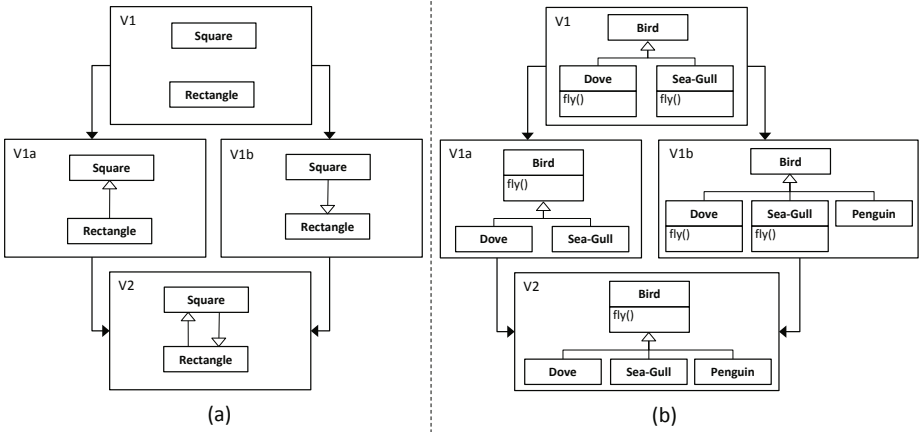 V1
Square
Rectangle
V1a
Square
Rectangle
V1b
Square
Rectangle
V2
Square
Rectangle
(a)
V1
Bird
Dove
Sea-Gull
fly()
fly()
V1a
Bird
fly()
Dove
Sea-Gull
V1b
Bird
Dove
Sea-Gull
Penguin
fly()
fly()
V2
Bird
fly()
Dove
Sea-Gull
Penguin
(b)